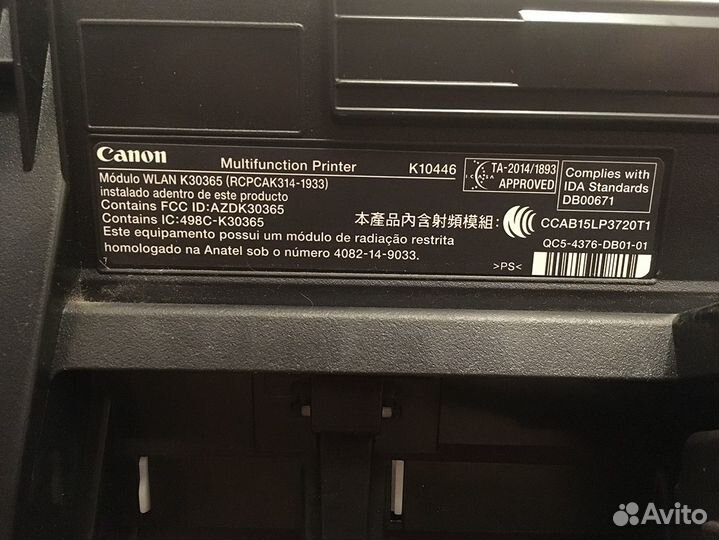 Canon Multifunction Printer K10446
Módulo WLAN K30365 (RCPCAK314-1933)
instalado adentro de este producto
Contains FCC ID:AZDK30365
Contains IC:498C-K30365
Este equipamento possui um módulo de radiação restrita
homologado na Anatel sob o número 4082-14-9033.
ICASA TA-2014/1893
APPROVED
Complies with
IDA Standards
DB00671
本產品內含射頻模組:
CCAB15LP3720T1
QC5-4376-DB01-01
>PS<
7
Avito